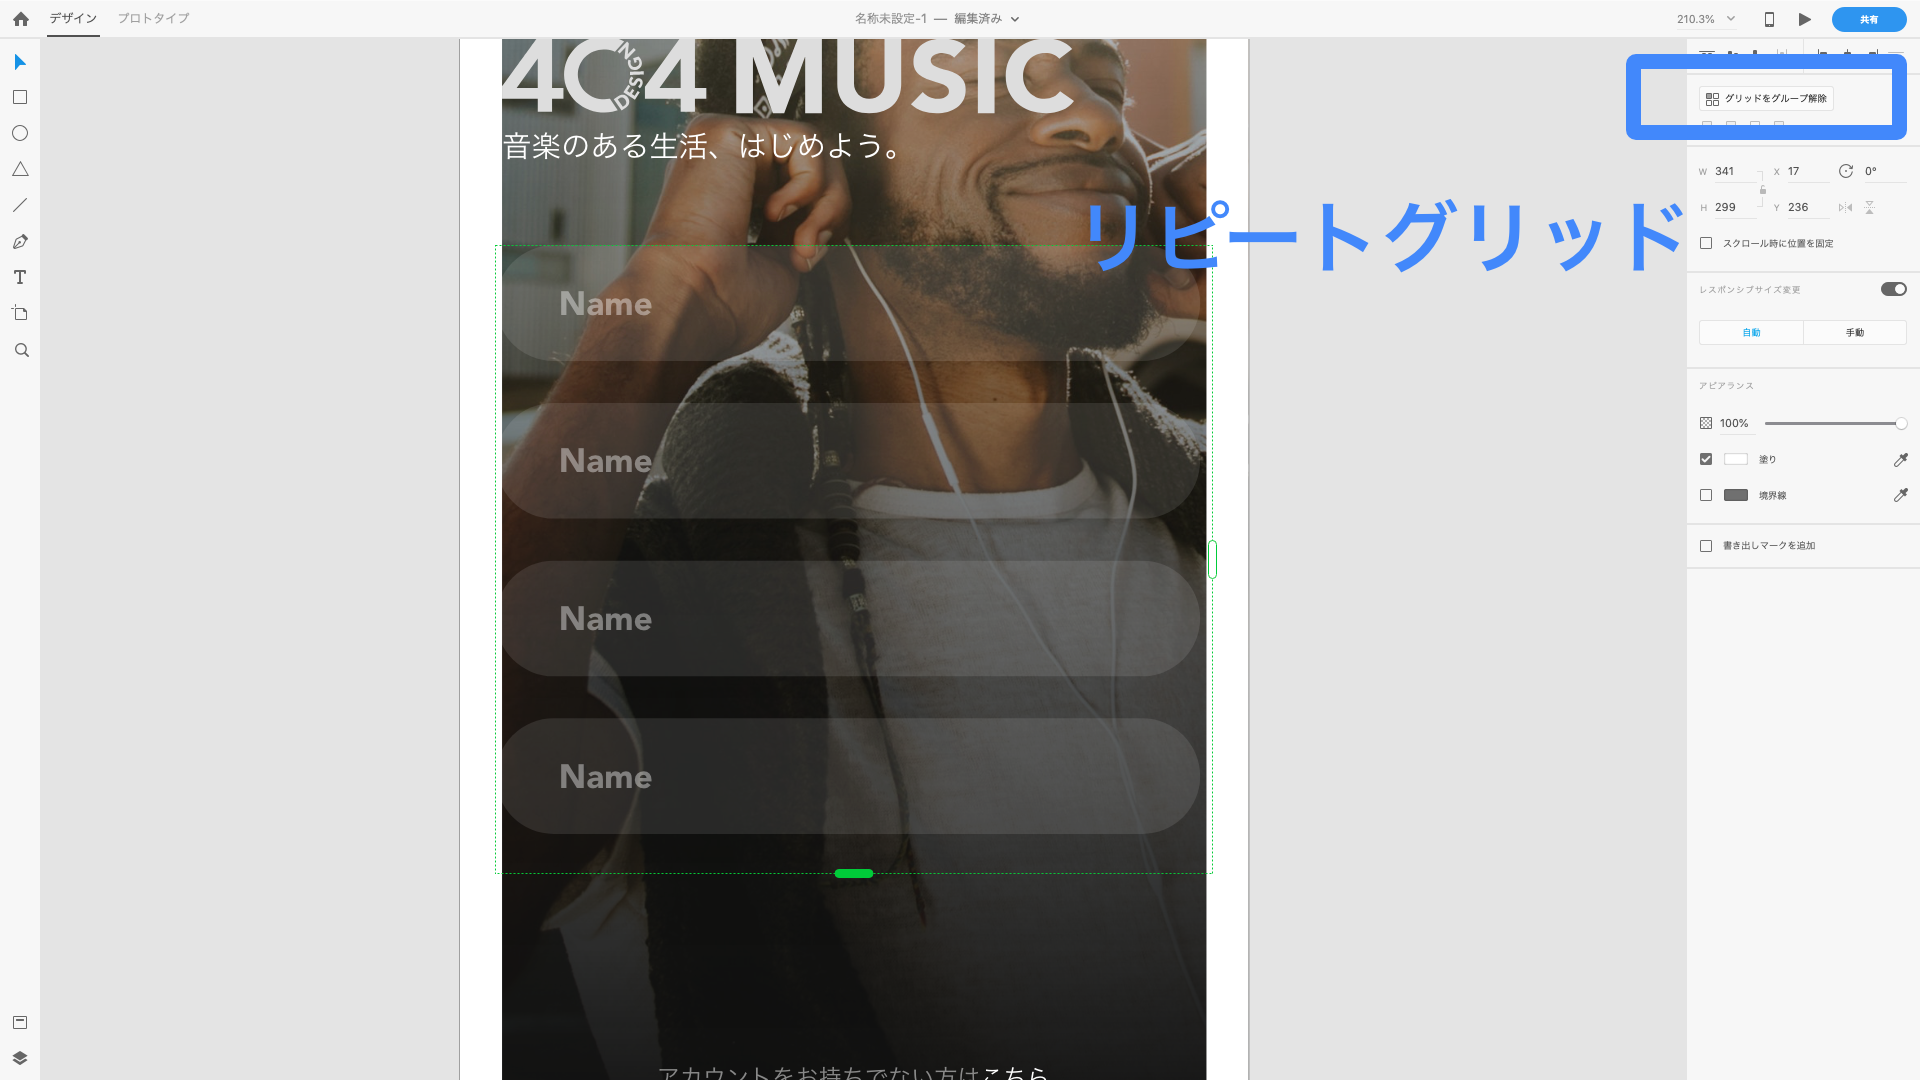 デザイン
プロトタイプ
名称未設定-1 — 編集済み
210.3%
共有
4C4 MUSIC
DESIGNING
音楽のある生活、はじめよう。
グリッドをグループ解除
W 341
X 17
0°
H 299
Y 236
リピートグリッド
スクロール時に位置を固定
レスポンシブサイズ変更
自動
手動
アピアランス
100%
塗り
境界線
書き出しマークを追加
Name
Name
Name
Name
アカウントをお持ちでない方はこちら